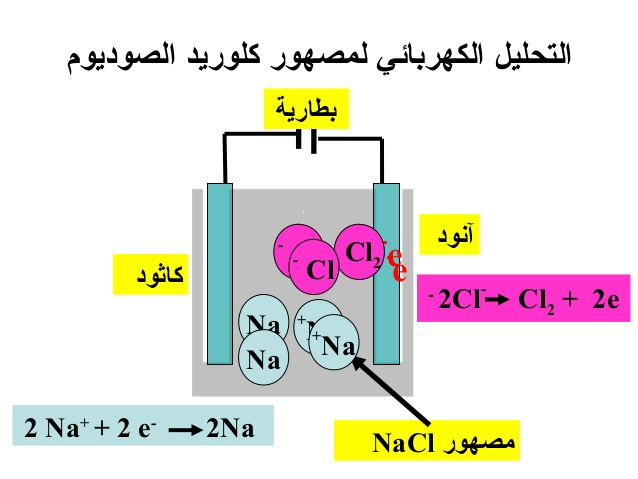 التحليل الكهربائي لمصهور كلوريد الصوديوم
بطارية
آنود
كاثود
- - Cl
Cl2
- e
e
- 2Cl- → Cl2 + 2e
Na
Na
+
+Na
2 Na+ + 2 e- → 2Na
مصهور NaCl